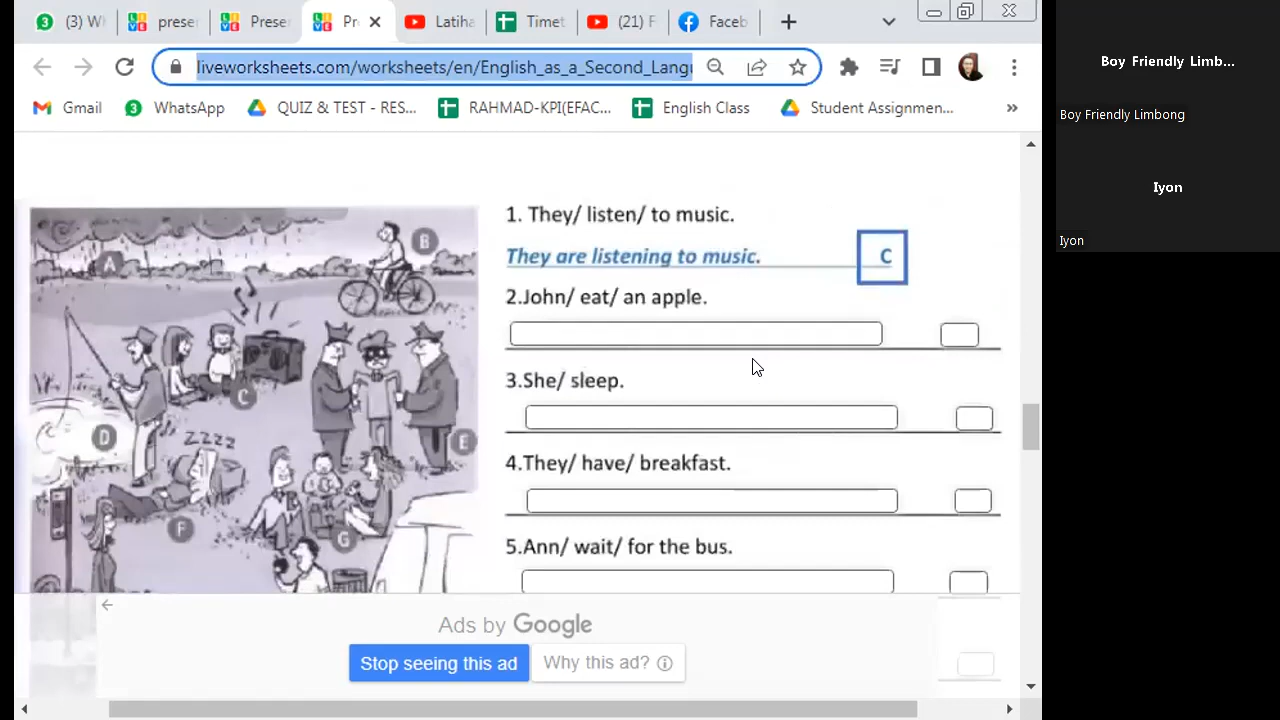 (3) W
prese
Prese
Pr
Latiha
Timet
(21) F
Faceb
liveworksheets.com/worksheets/en/English_as_a_Second_Langu
Gmail
WhatsApp
QUIZ & TEST - RES...
RAHMAD-KPI(EFAC...
English Class
Student Assignmen...
Boy Friendly Limb...
Boy Friendly Limbong
Iyon
Iyon
A
B
C
D
E
F
G
ZZZZ
1. They/ listen/ to music.
They are listening to music.
C
2.John/ eat/ an apple.
3.She/ sleep.
4.They/ have/ breakfast.
5.Ann/ wait/ for the bus.
Ads by Google
Stop seeing this ad
Why this ad?